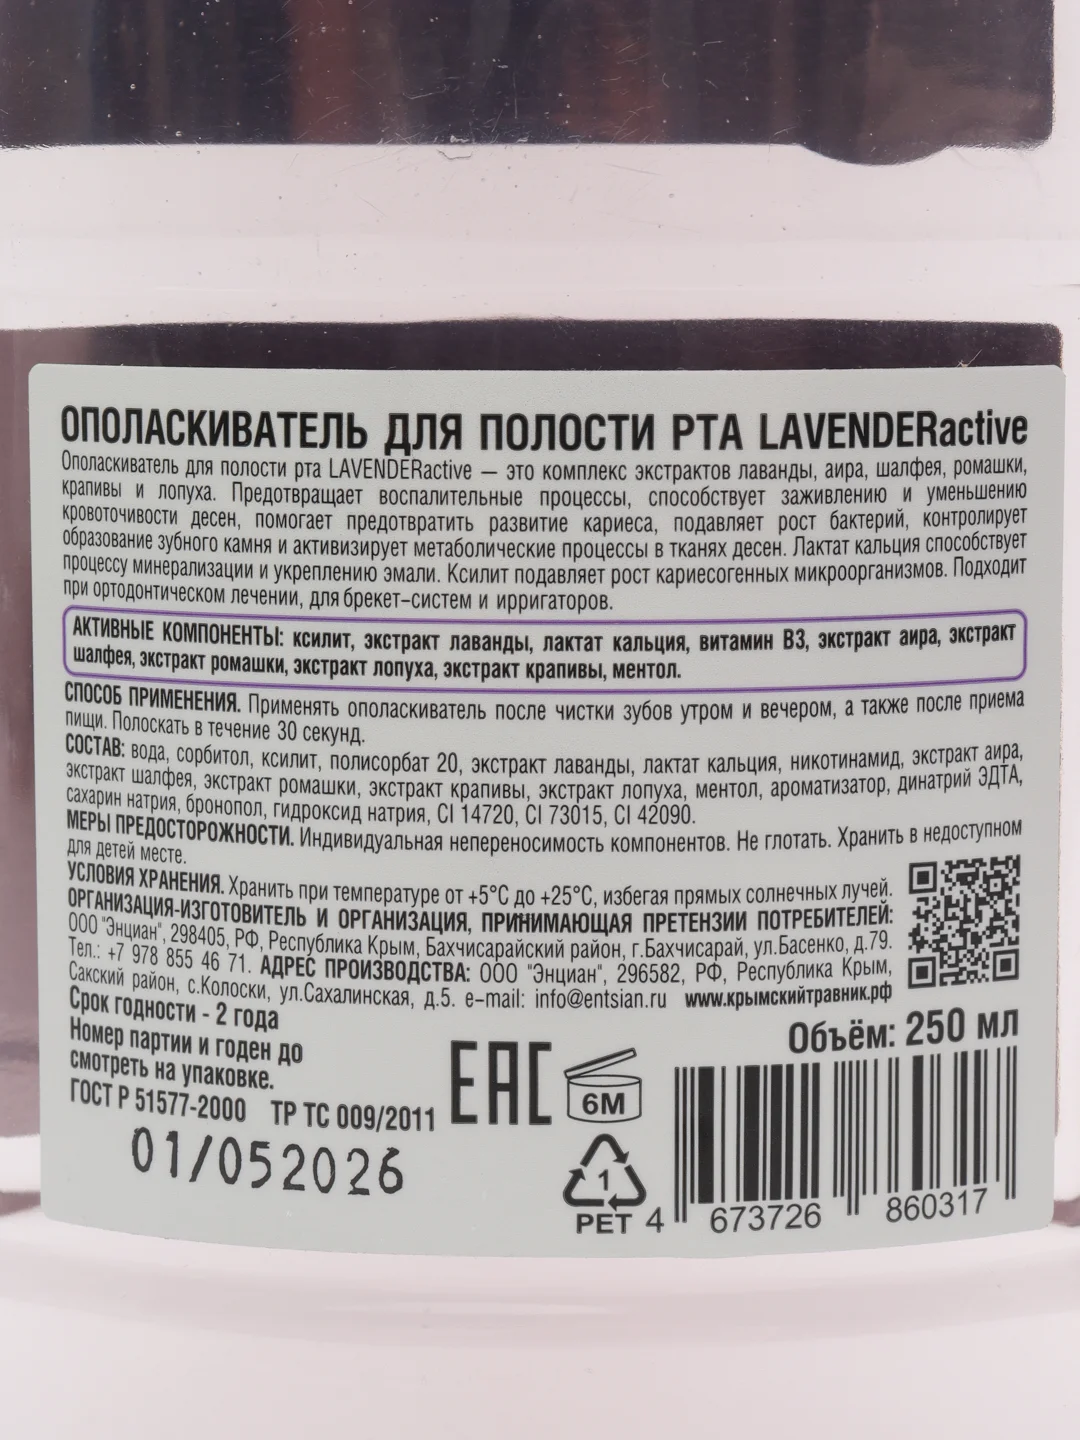 ОПОЛАСКИВАТЕЛЬ ДЛЯ ПОЛОСТИ РТА LAVENDERactive
Ополаскиватель для полости рта LAVENDERactive – это комплекс экстрактов лаванды, аира, шалфея, ромашки,
крапивы и лопуха. Предотвращает воспалительные процессы, способствует заживлению и уменьшению
кровоточивости десен, помогает предотвратить развитие кариеса, подавляет рост бактерий, контролирует
образование зубного камня и активизирует метаболические процессы в тканях десен. Лактат кальция способствует
процессу минерализации и укреплению эмали. Ксилит подавляет рост кариесогенных микроорганизмов. Подходит
при ортодонтическом лечении, для брекет-систем и ирригаторов.
АКТИВНЫЕ КОМПОНЕНТЫ: ксилит, экстракт лаванды, лактат кальция, витамин В3, экстракт аира, экстракт
шалфея, экстракт ромашки, экстракт лопуха, экстракт крапивы, ментол.
СПОСОБ ПРИМЕНЕНИЯ. Применять ополаскиватель после чистки зубов утром и вечером, а также после приема
пищи. Полоскать в течение 30 секунд.
СОСТАВ: вода, сорбитол, ксилит, полисорбат 20, экстракт лаванды, лактат кальция, никотинамид, экстракт аира,
экстракт шалфея, экстракт ромашки, экстракт крапивы, экстракт лопуха, ментол, ароматизатор, динатрий ЭДТА,
сахарин натрия, бронопол, гидроксид натрия, CI 14720, CI 73015, CI 42090.
МЕРЫ ПРЕДОСТОРОЖНОСТИ. Индивидуальная непереносимость компонентов. Не глотать. Хранить в недоступном
для детей месте.
УСЛОВИЯ ХРАНЕНИЯ. Хранить при температуре от +5°С до +25°С, избегая прямых солнечных лучей.
ОРГАНИЗАЦИЯ-ИЗГОТОВИТЕЛЬ И ОРГАНИЗАЦИЯ, ПРИНИМАЮЩАЯ ПРЕТЕНЗИИ ПОТРЕБИТЕЛЕЙ:
ООО "Энциан", 298405, РФ, Республика Крым, Бахчисарайский район, г.Бахчисарай, ул.Басенко, д.79.
Тел.: +7 978 855 46 71. АДРЕС ПРОИЗВОДСТВА: ООО "Энциан", 296582, РФ, Республика Крым,
Сакский район, с.Колоски, ул.Сахалинская, д.5. e-mail: info@entsian.ru www.крымскийтравник.рф
Срок годности - 2 года
Номер партии и годен до
смотреть на упаковке.
ГОСТ Р 51577-2000 ТР ТС 009/2011
01/052026
EAC
6М
1
PET
Объём: 250 мл
4 673726 860317